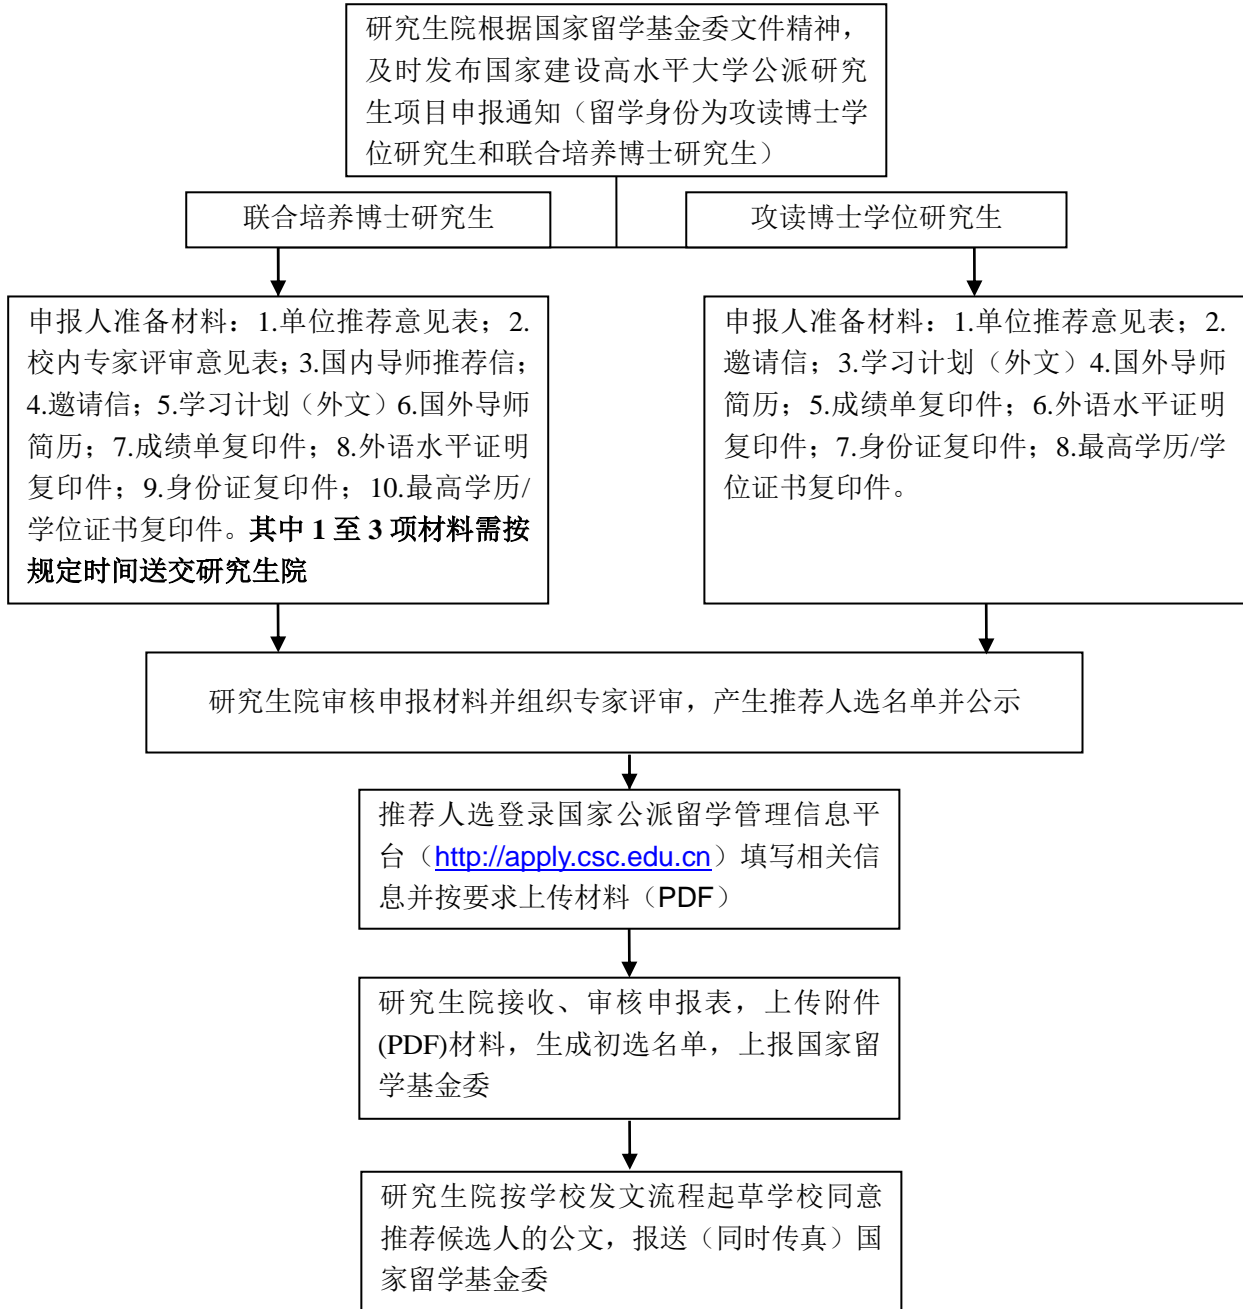 研究生院根据国家留学基金委文件精神，
及时发布国家建设高水平大学公派研究
生项目申报通知（留学身份为攻读博士学
位研究生和联合培养博士研究生）
联合培养博士研究生
攻读博士学位研究生
申报人准备材料：1.单位推荐意见表；2.
校内专家评审意见表；3.国内导师推荐信；
4.邀请信；5.学习计划（外文）6.国外导师
简历；7.成绩单复印件；8.外语水平证明
复印件；9.身份证复印件；10.最高学历/
学位证书复印件。其中 1 至 3 项材料需按
规定时间送交研究生院
申报人准备材料：1.单位推荐意见表；2.
邀请信；3.学习计划（外文）4.国外导师
简历；5.成绩单复印件；6.外语水平证明
复印件；7.身份证复印件；8.最高学历/学
位证书复印件。
研究生院审核申报材料并组织专家评审，产生推荐人选名单并公示
推荐人选登录国家公派留学管理信息平
台（http://apply.csc.edu.cn）填写相关信
息并按要求上传材料（PDF）
研究生院接收、审核申报表，上传附件
(PDF)材料，生成初选名单，上报国家留
学基金委
研究生院按学校发文流程起草学校同意
推荐候选人的公文，报送（同时传真）国
家留学基金委